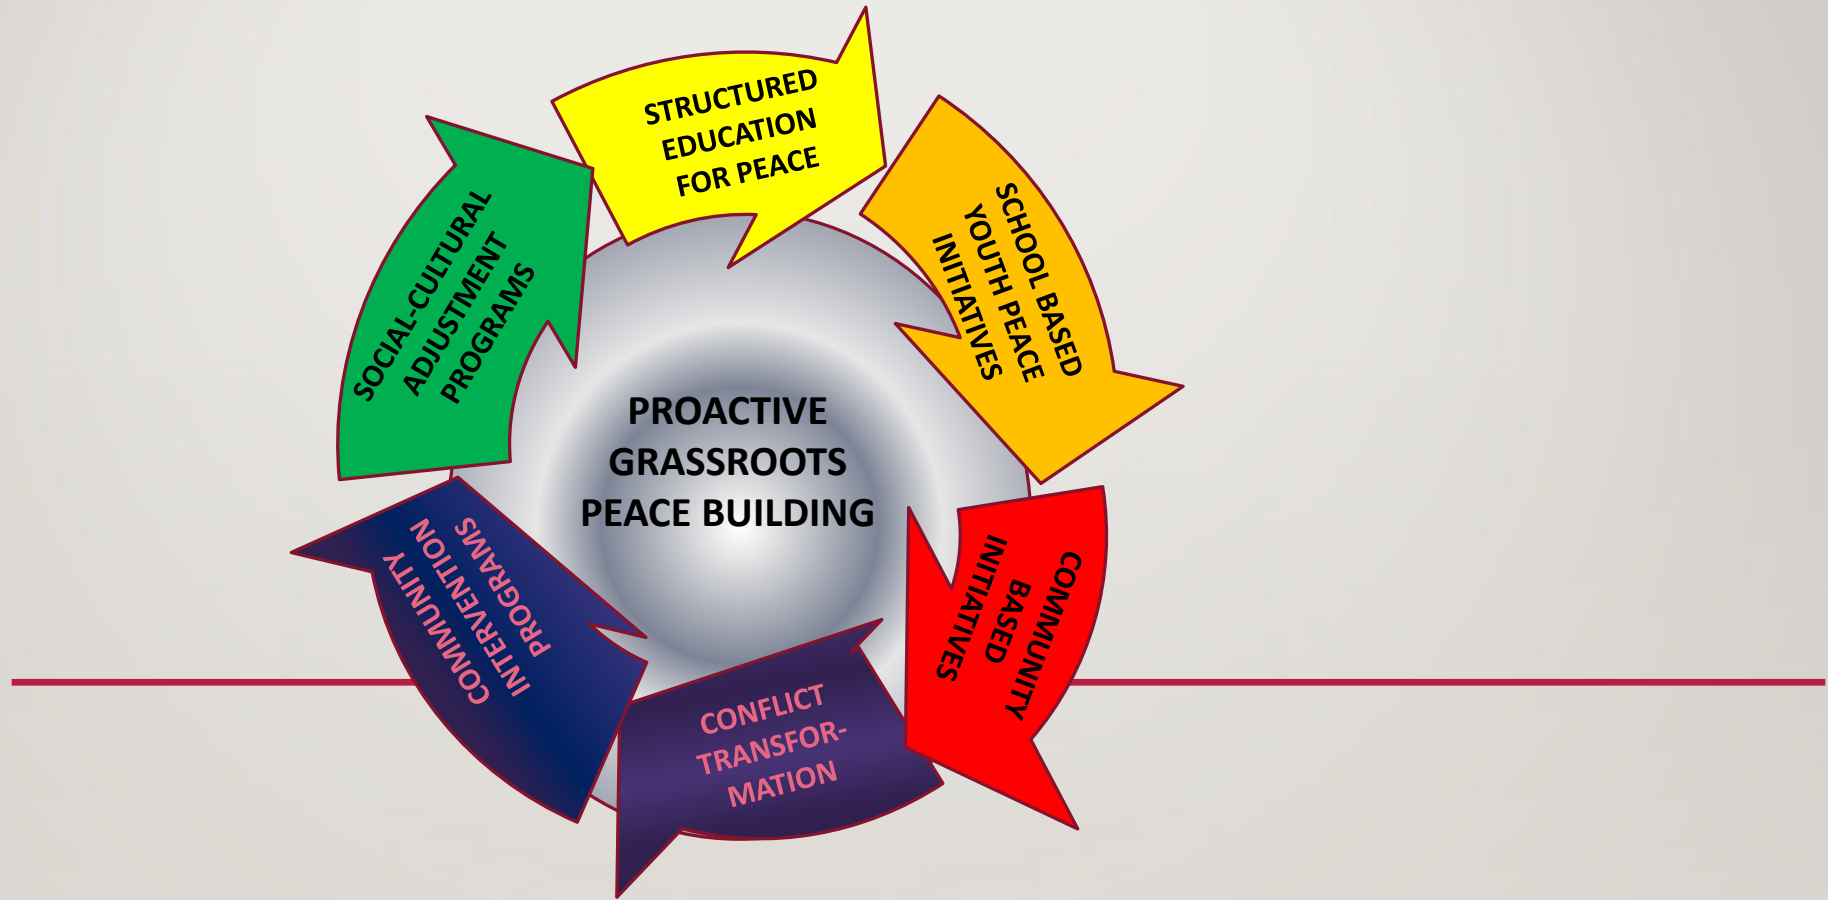 STRUCTURED
EDUCATION
FOR PEACE
SCHOOL BASED
YOUTH PEACE
INITIATIVES
COMMUNITY
BASED
INITIATIVES
CONFLICT
TRANSFOR-
MATION
COMMUNITY
INTERVENTION
PROGRAMS
SOCIAL-CULTURAL
ADJUSTMENT
PROGRAMS
PROACTIVE
GRASSROOTS
PEACE BUILDING